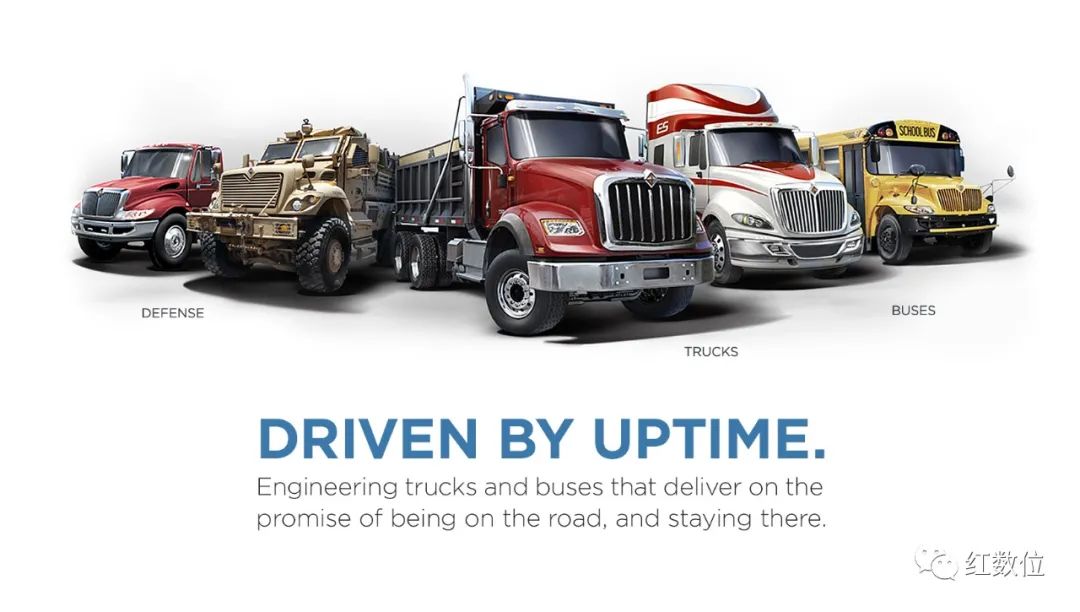 ES
SCHOOL BUS
DEFENSE
BUSES
TRUCKS
DRIVEN BY UPTIME.
Engineering trucks and buses that deliver on the
promise of being on the road, and staying there.
红数位